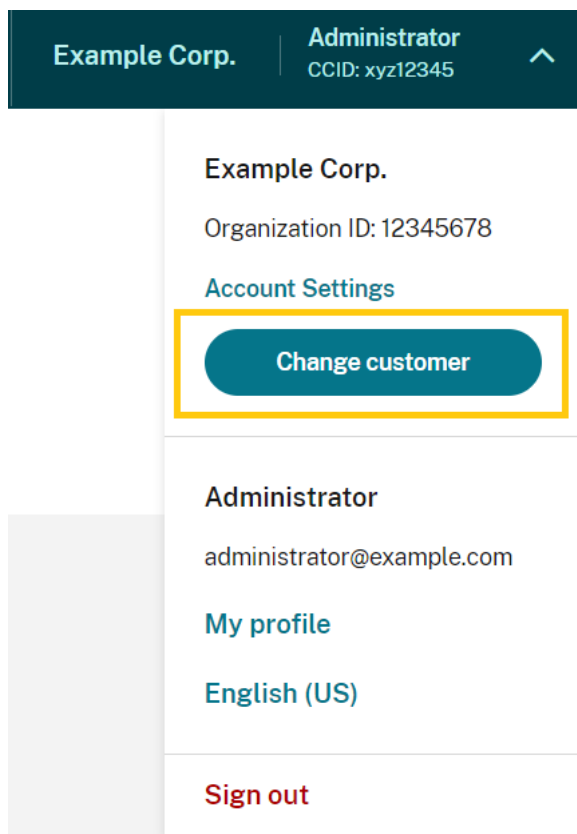 Example Corp.
Administrator
CCID: xyz12345
Example Corp.
Organization ID: 12345678
Account Settings
Change customer
Administrator
administrator@example.com
My profile
English (US)
Sign out